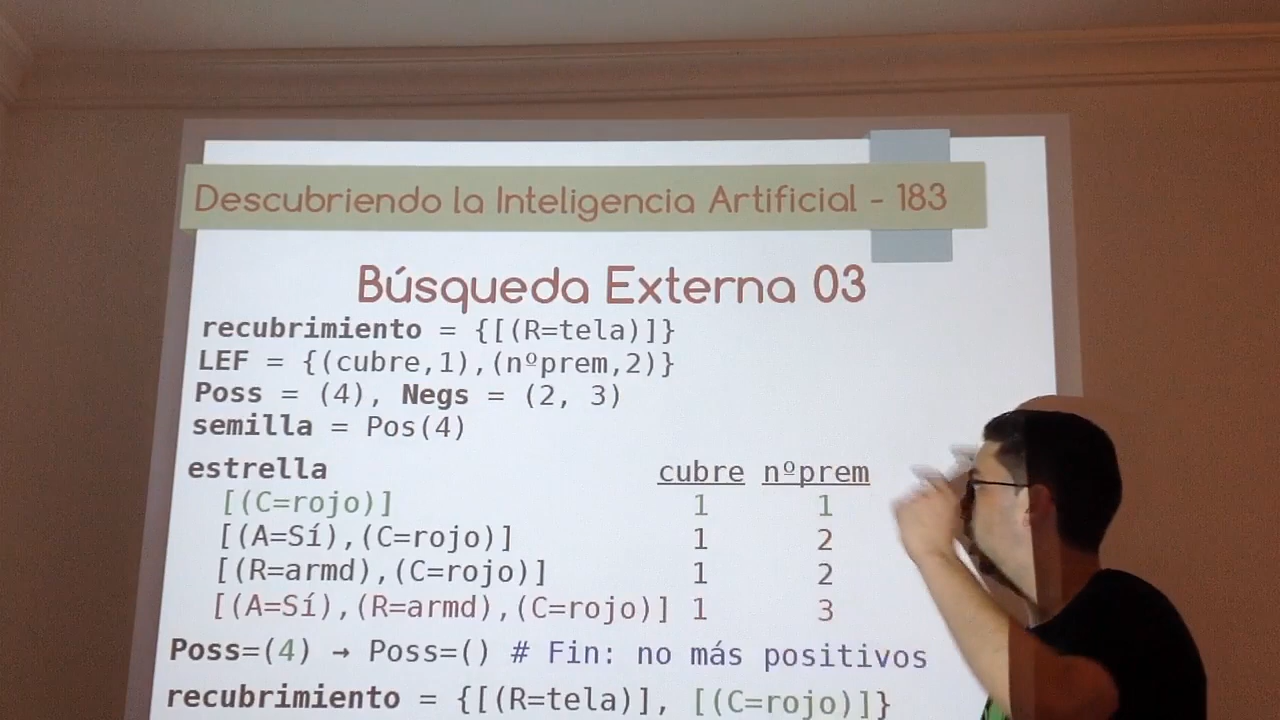 Descubriendo la Inteligencia Artificial - 183
Búsqueda Externa 03
recubrimiento = {[(R=tela)]}
LEF = {(cubre,1),(nºprem,2)}
Poss = (4), Negs = (2, 3)
semilla = Pos(4)
estrella cubre nºprem
[(C=rojo)] 1 1
[(A=Sí),(C=rojo)] 1 2
[(R=armd),(C=rojo)] 1 2
[(A=Sí),(R=armd),(C=rojo)] 1 3
Poss=(4) → Poss=() # Fin: no más positivos
recubrimiento = {[(R=tela)], [(C=rojo)]}